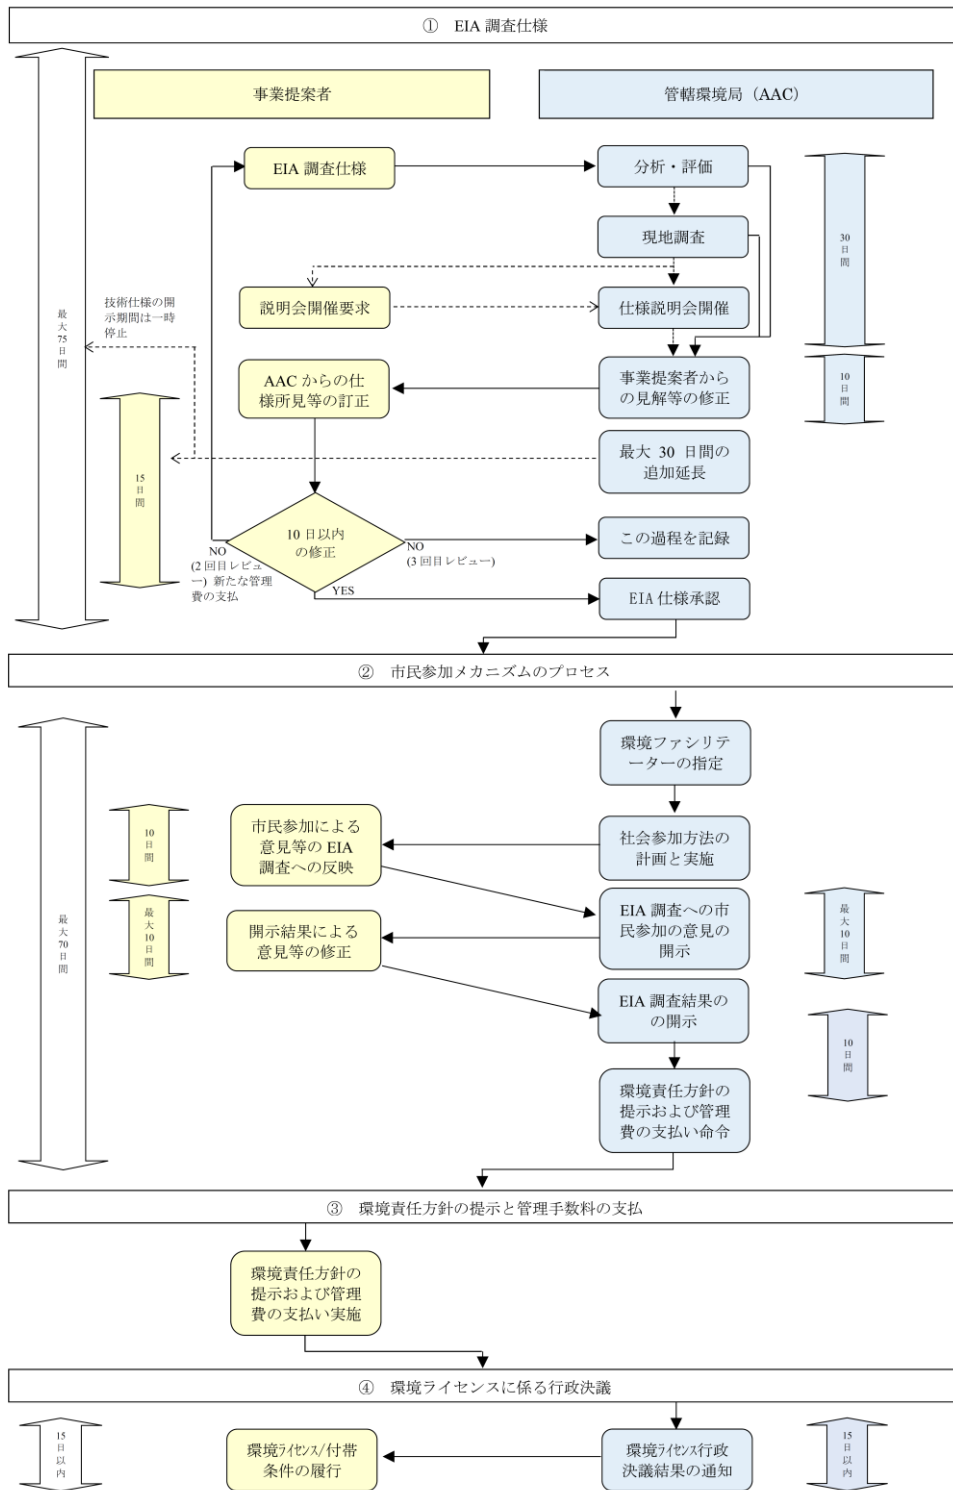 ① EIA 調査仕様
事業提案者
管轄環境局（AAC）
EIA 調査仕様
分析・評価
現地調査
30
日
間
説明会開催要求
仕様説明会開催
技術仕様の開
示期間は一時
停止
最
大
75
日
間
AAC からの仕
様所見等の訂正
事業提案者から
の見解等の修正
10
日
間
最大 30 日間の
追加延長
15
日
間
10 日以内
の修正
この過程を記録
NO
(2 回目レビュ
ー) 新たな管理
費の支払
NO
(3 回目レビュー)
YES
EIA 仕様承認
② 市民参加メカニズムのプロセス
環境ファシリテ
ーターの指定
最
大
70
日
間
10
日
間
市民参加による
意見等の EIA
調査への反映
社会参加方法の
計画と実施
最
大
10
日
間
開示結果による
意見等の修正
EIA 調査への市
民参加の意見の
開示
最
大
10
日
間
EIA 調査結果の
の開示
10
日
間
環境責任方針の
提示および管理
費の支払い命令
③ 環境責任方針の提示と管理手数料の支払
環境責任方針の
提示および管理
費の支払い実施
④ 環境ライセンスに係る行政決議
15
日
以
内
環境ﾗｲｾﾝｽ/付帯
条件の履行
環境ﾗｲｾﾝｽ行政
決議結果の通知
15
日
以
内